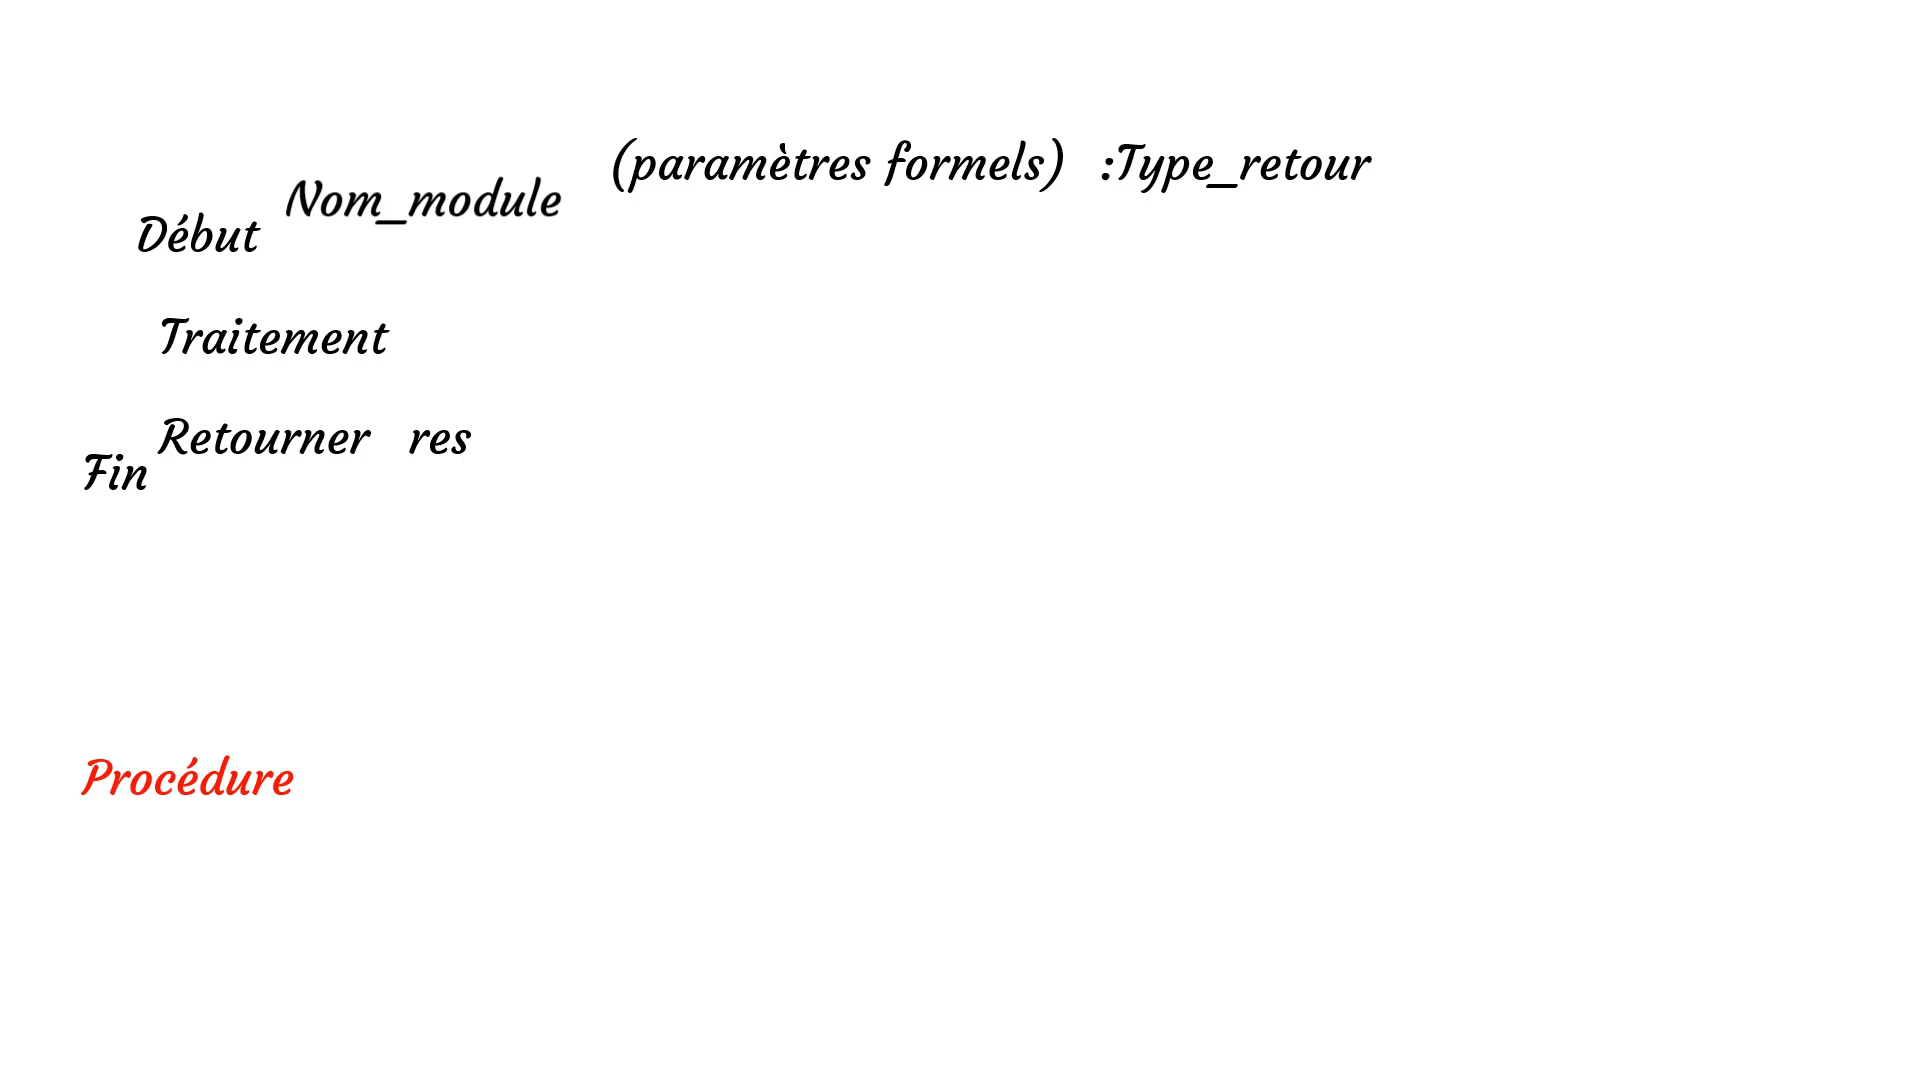 Nom_module (paramètres formels) :Type_retour
Début
Traitement
Retourner res
Fin
Procédure